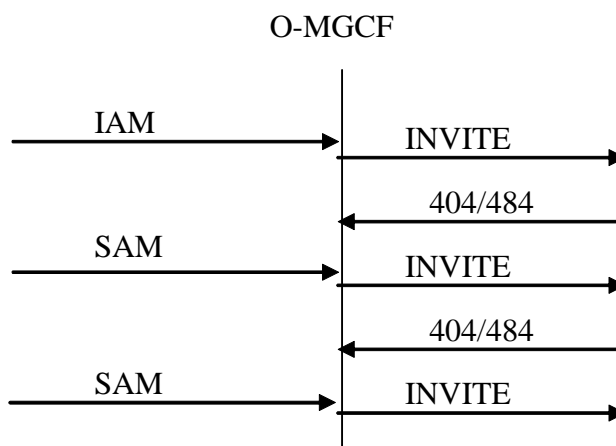 O-MGCF
IAM
INVITE
404/484
SAM
INVITE
404/484
SAM
INVITE